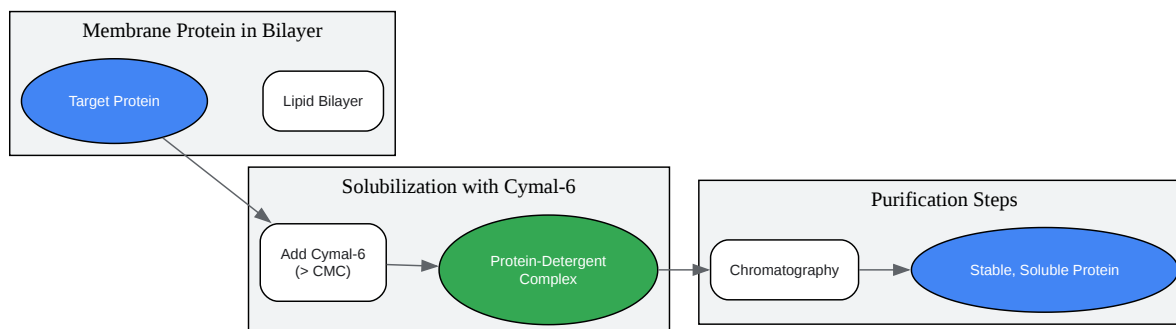 Membrane Protein in Bilayer
Target Protein
Lipid Bilayer
Solubilization with Cymal-6
Add Cymal-6
(> CMC)
Protein-Detergent
Complex
Purification Steps
Chromatography
Stable, Soluble Protein